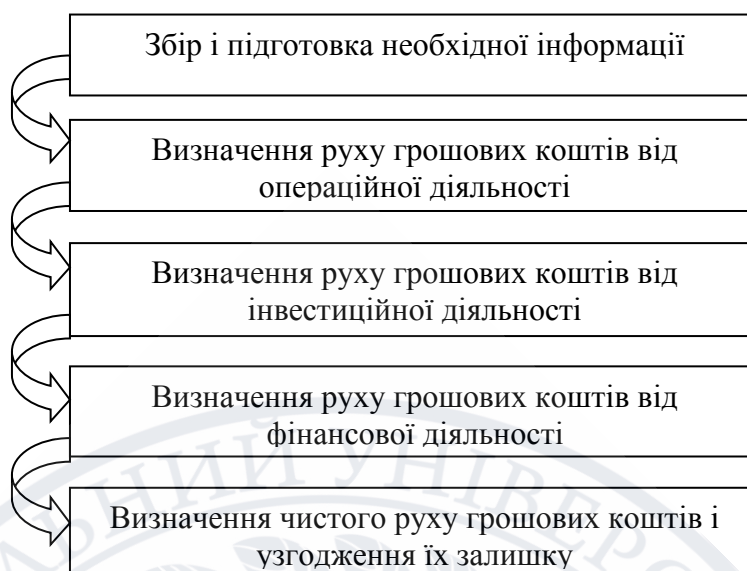 Збір і підготовка необхідної інформації
Визначення руху грошових коштів від
операційної діяльності
Визначення руху грошових коштів від
інвестиційної діяльності
Визначення руху грошових коштів від
фінансової діяльності
Визначення чистого руху грошових коштів і
узгодження їх залишку